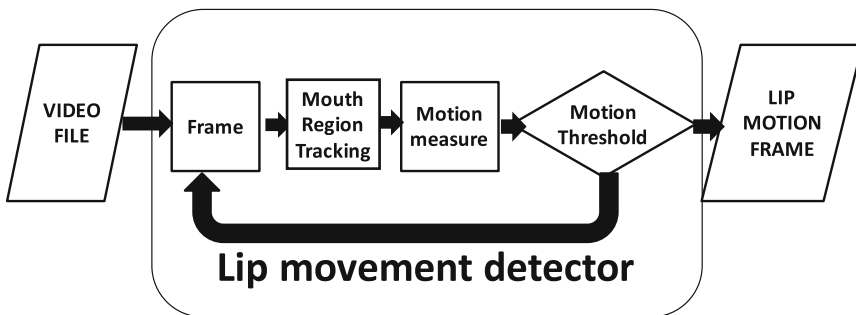 VIDEO
FILE
Frame
Mouth
Region
Tracking
Motion
measure
Motion
Threshold
LIP
MOTION
FRAME
Lip movement detector